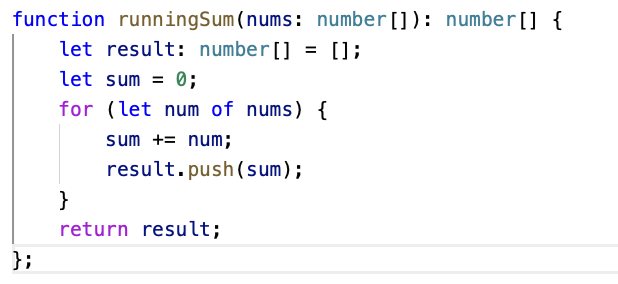 function runningSum(nums: number[]): number[] {
    let result: number[] = [];
    let sum = 0;
    for (let num of nums) {
        sum += num;
        result.push(sum);
    }
    return result;
};